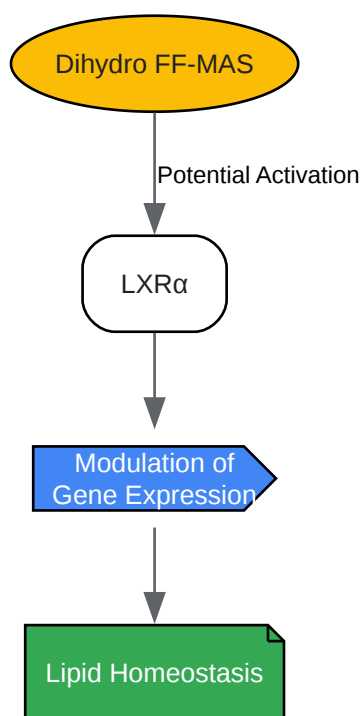 Dihydro FF-MAS
Potential Activation
LXRα
Modulation of
Gene Expression
Lipid Homeostasis